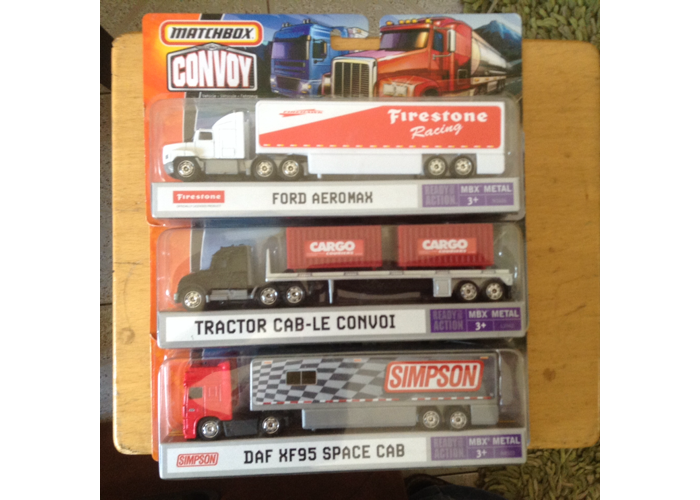 MATCHBOX
CONVOY
Firestone
Racing
Firestone
FORD AEROMAX
READY ACTION
MBX METAL
3+
CARGO
CARGO
TRACTOR CAB-LE CONVOI
READY ACTION
MBX METAL
3+
SIMPSON
SIMPSON
DAF XF95 SPACE CAB
READY ACTION
MBX METAL
3+